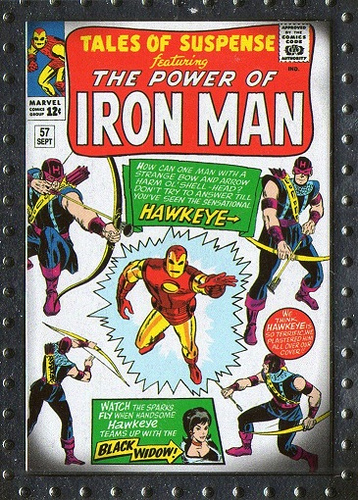 TALES OF SUSPENSE
featuring
THE POWER OF
IRON MAN
APPROVED
BY THE
COMICS
CODE
AUTHORITY
IND.
MARVEL
COMICS
GROUP
12¢
57
SEPT
HOW CAN ONE MAN WITH A
STRANGE BOW AND ARROW
HARM OL' SHELL-HEAD?
DON'T TRY TO ANSWER TILL
YOU'VE SEEN THE SENSATIONAL
HAWKEYE→
WE
THINK
HAWKEYE IS
SO TERRIFIC, WE
PLASTERED HIM
ALL OVER OUR
COVER!
WATCH THE SPARKS
FLY WHEN HANDSOME
Hawkeye
TEAMS UP WITH THE
BLACK WIDOW!